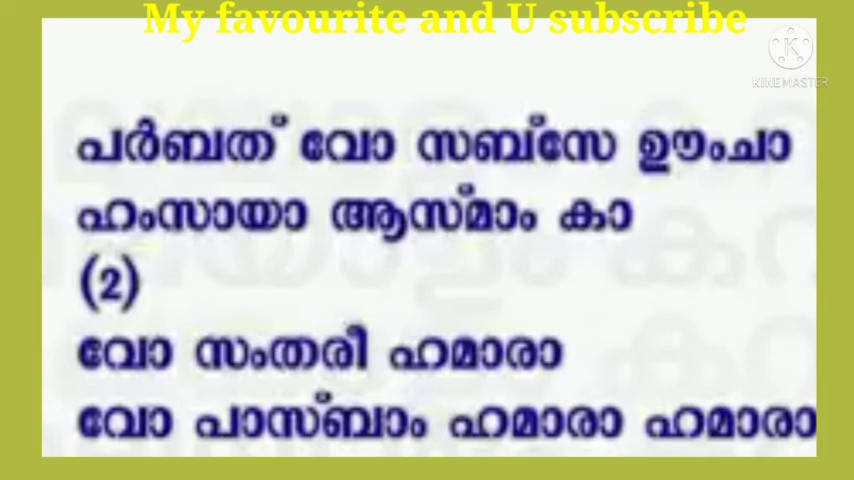 My favourite and U subscribe
KINEMASTER
പർബത് വോ സബ്സേ ഊംചാ
ഹംസായാ ആസ്മാം കാ
(2)
വോ സംതരീ ഹമാരാ
വോ പാസ്ബാം ഹമാരാ ഹമാരാ